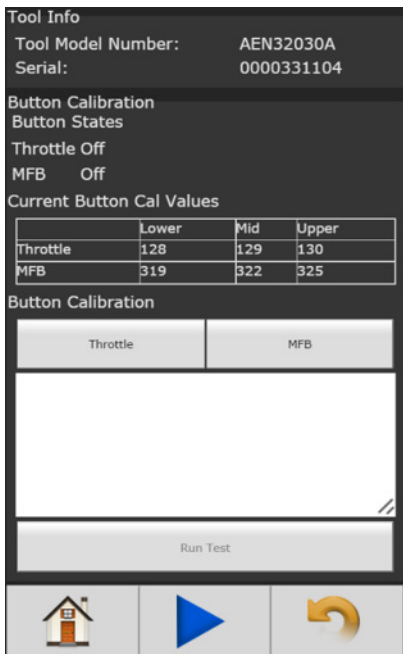 Tool Info
Tool Model Number: AEN32030A
Serial: 0000331104
Button Calibration
Button States
Throttle Off
MFB Off
Current Button Cal Values
Lower Mid Upper
Throttle 128 129 130
MFB 319 322 325
Button Calibration
Throttle MFB
Run Test